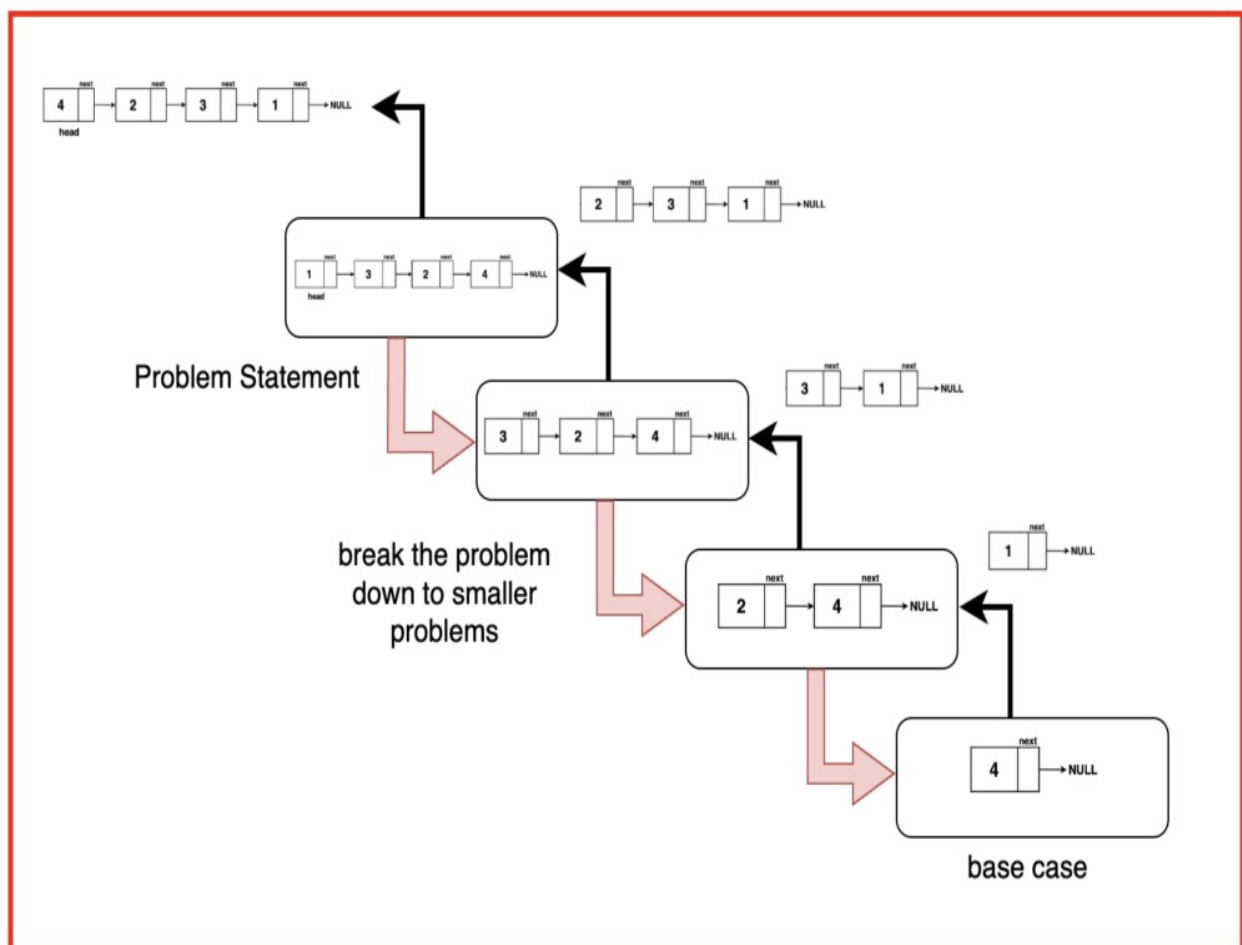 next next next next
4 2 3 1 NULL
head
next next next
2 3 1 NULL
next next next next
1 3 2 4 NULL
head
Problem Statement
next next
3 1 NULL
next next next
3 2 4 NULL
next
1 NULL
break the problem
down to smaller
problems
next next
2 4 NULL
next
4 NULL
base case